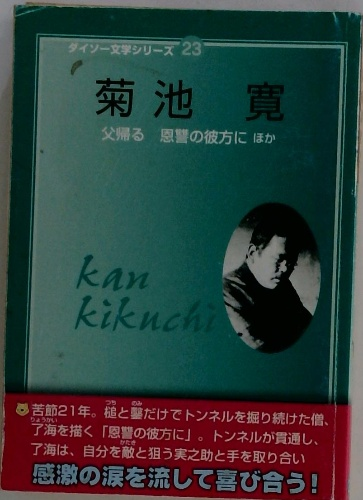 ダイソー文学シリーズ 23
菊池 寛
父帰る 恩讐の彼方に ほか
kan
kikuchi
苦節21年。槌と鑿だけでトンネルを掘り続けた僧、
了海を描く「恩讐の彼方に」。トンネルが貫通し、
了海は、自分を敵と狙う実之助と手を取り合い
感激の涙を流して喜び合う!